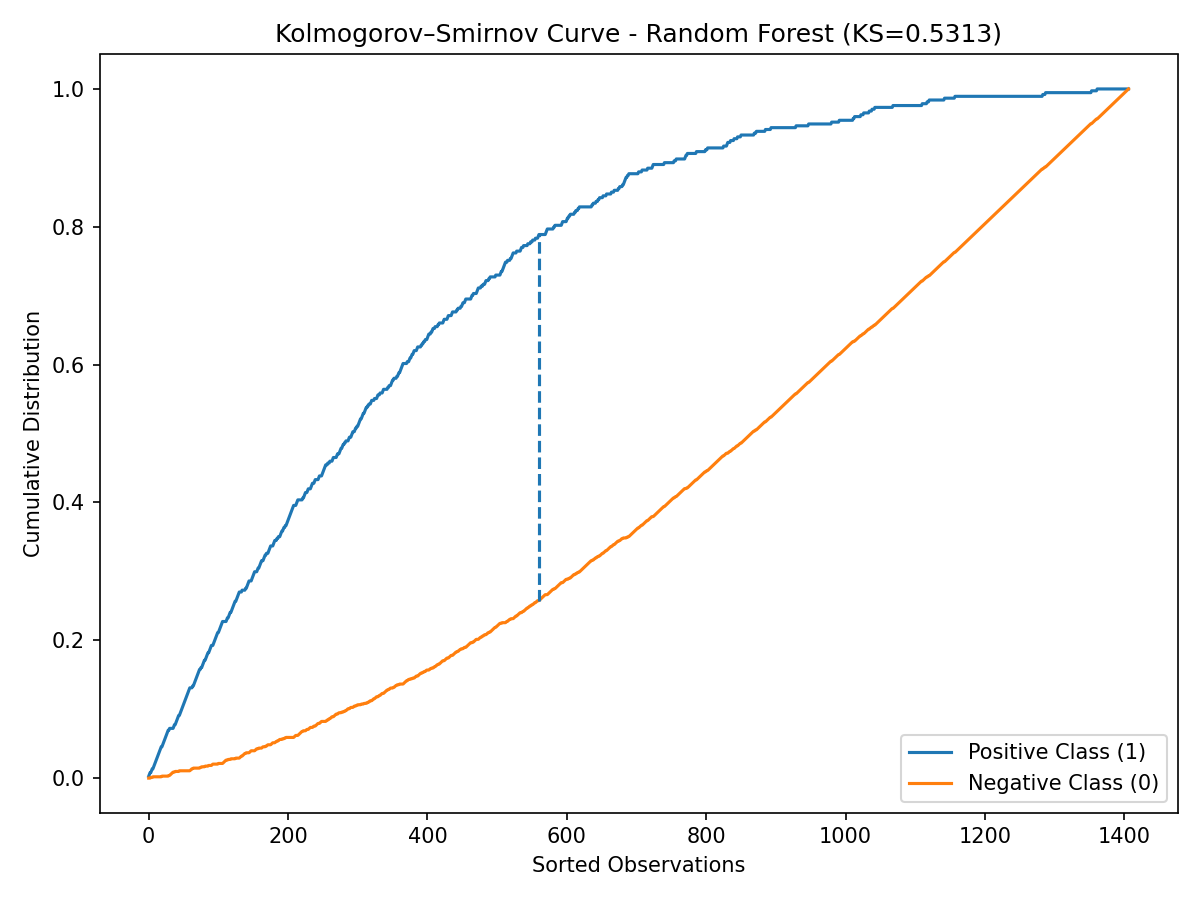 Kolmogorov–Smirnov Curve - Random Forest (KS=0.5313)
1.0
0.8
0.6
0.4
0.2
0.0
Cumulative Distribution
Positive Class (1)
Negative Class (0)
0 200 400 600 800 1000 1200 1400
Sorted Observations